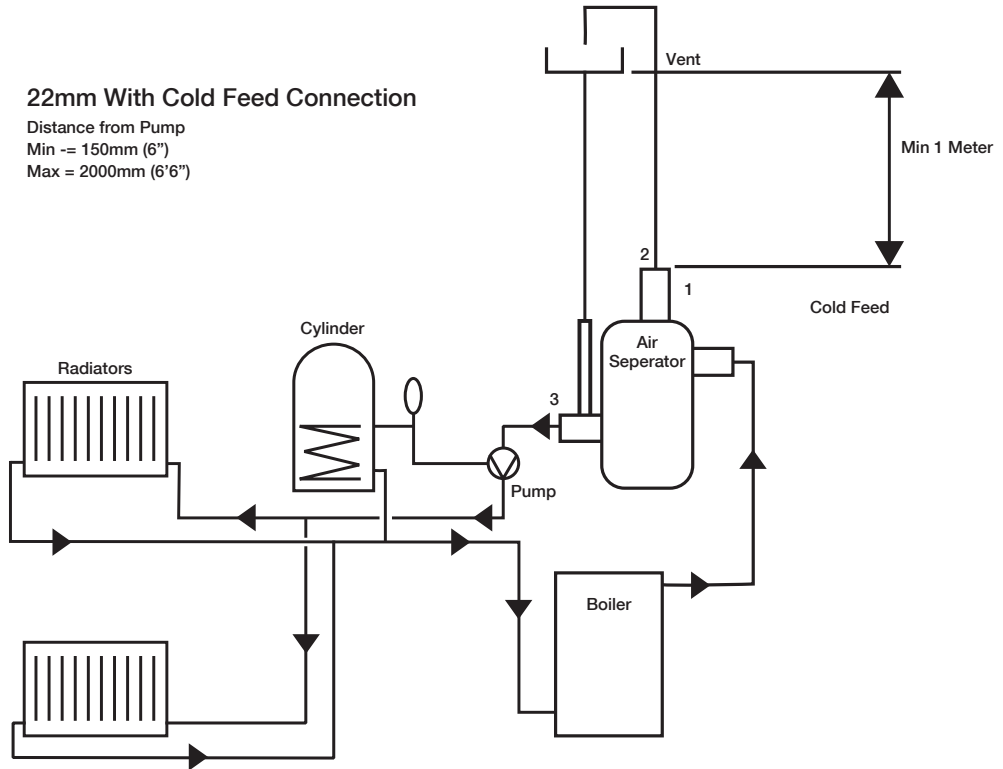 22mm With Cold Feed Connection
Distance from Pump
Min -= 150mm (6”)
Max = 2000mm (6’6”)
Vent
Min 1 Meter
2
1
Cold Feed
Air
Seperator
Cylinder
Radiators
3
Pump
Boiler